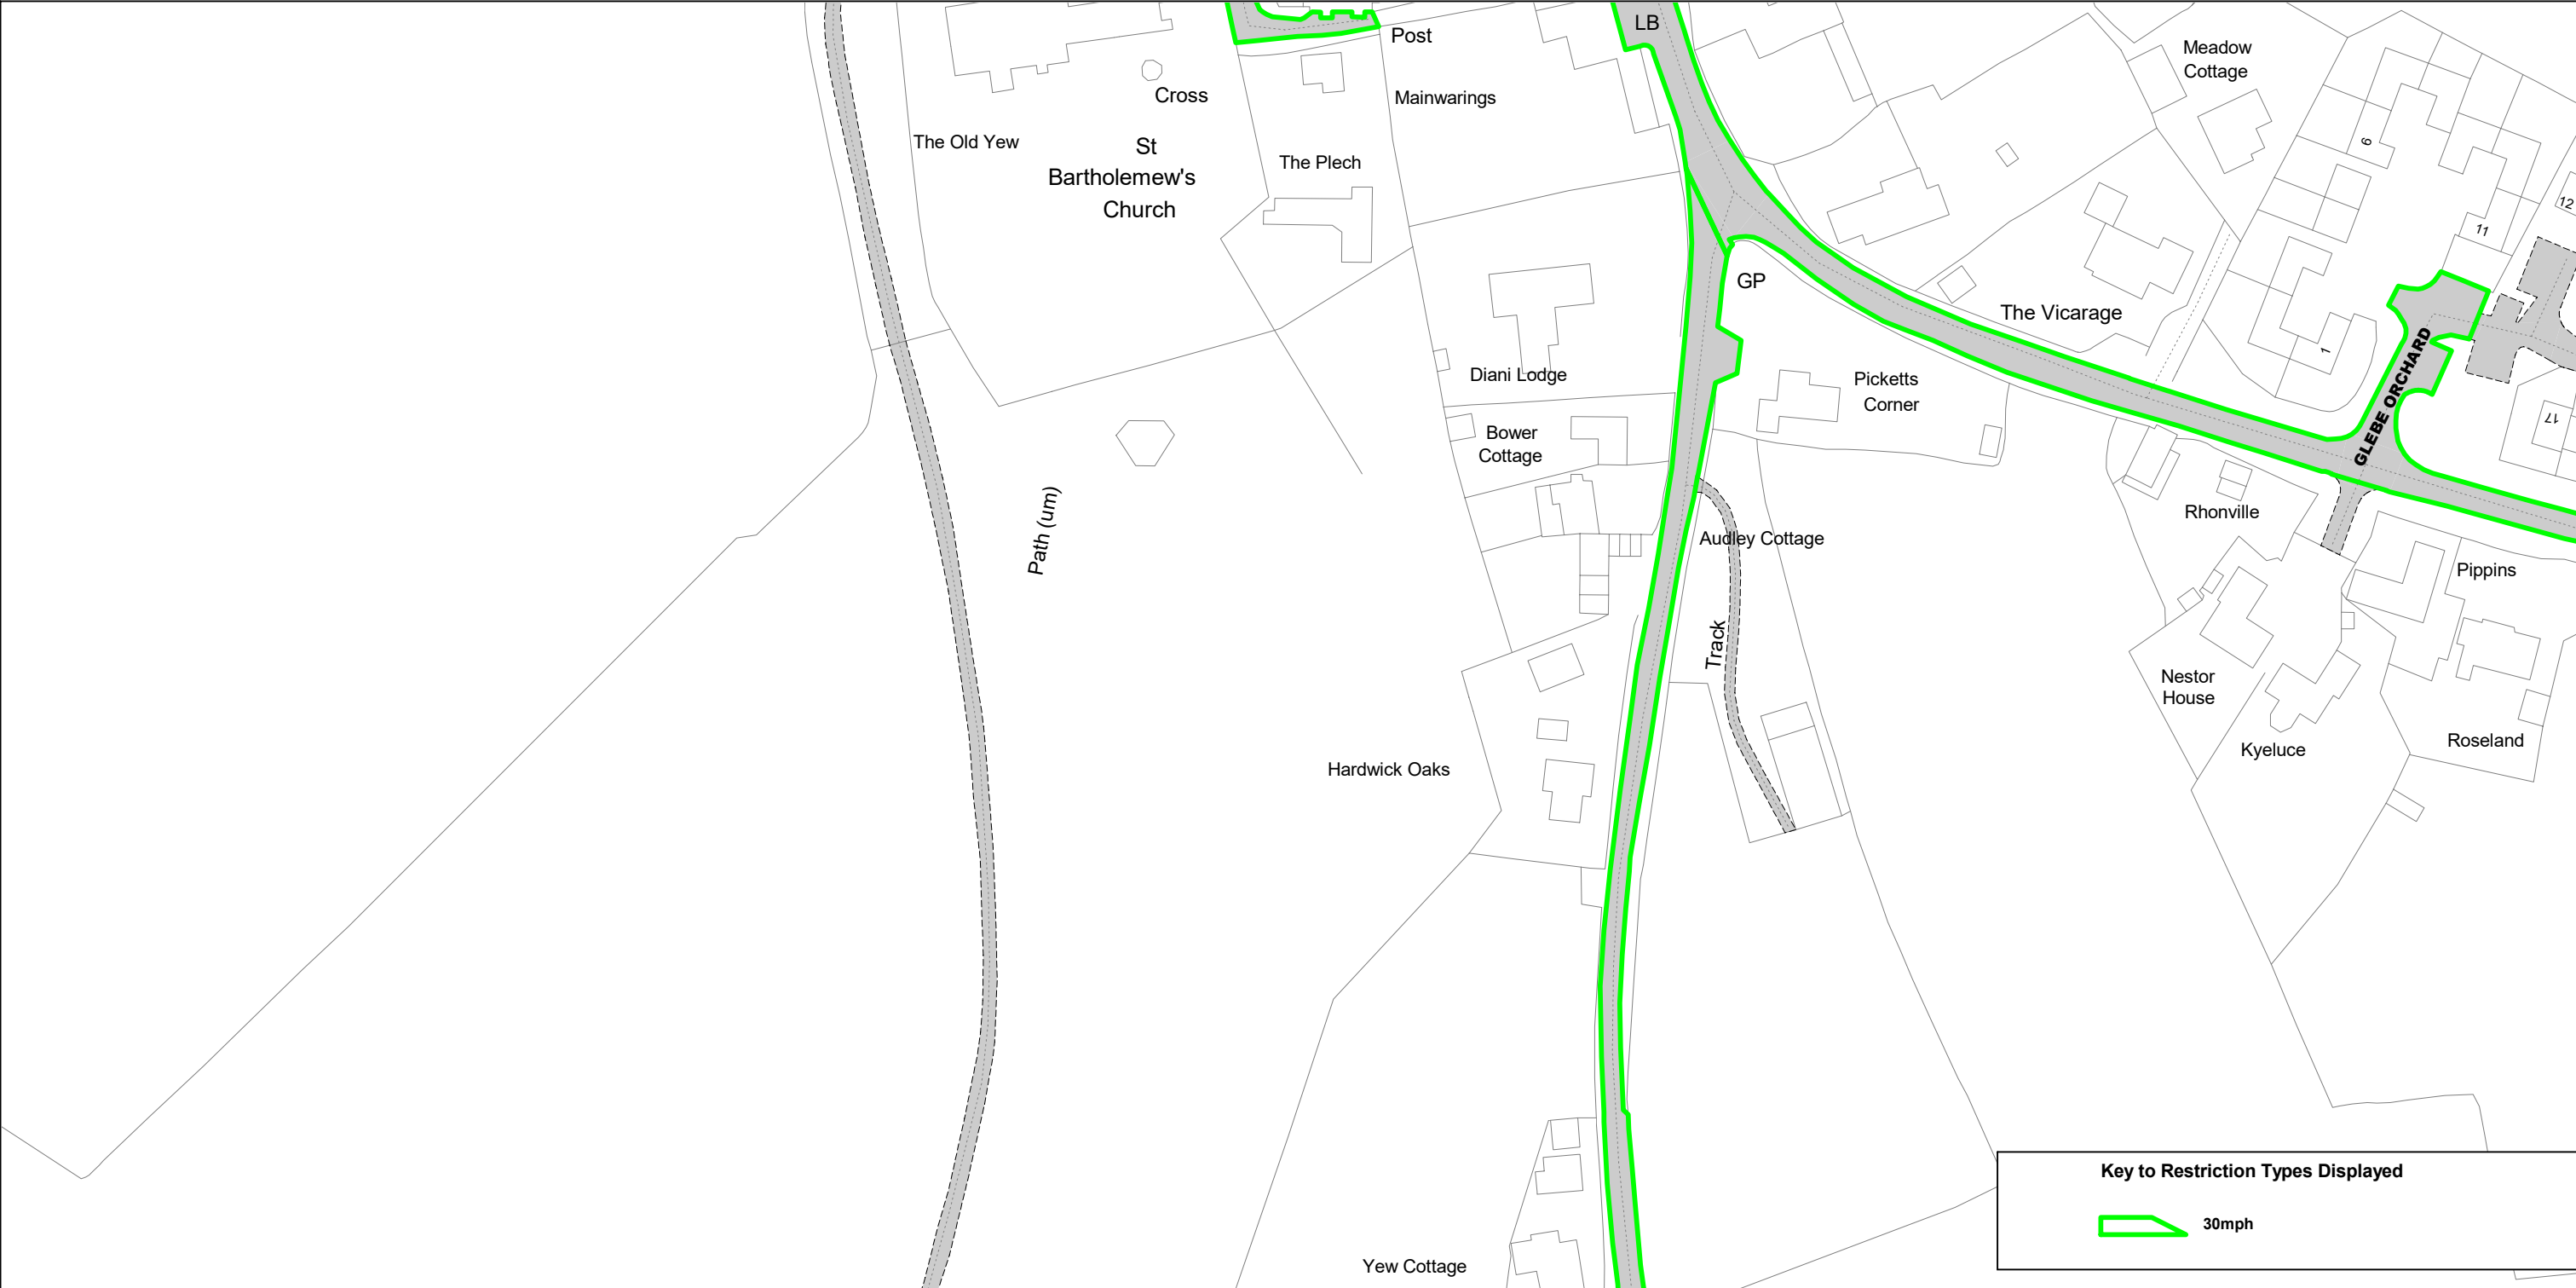 LB
Post
Meadow
Cottage
Cross
Mainwarings
The Old Yew
6
St
Bartholemew's
Church
The Plech
12
11
GP
The Vicarage
1
GLEBE ORCHARD
Diani Lodge
Picketts
Corner
17
Bower
Cottage
Path (um)
Rhonville
Audley Cottage
Pippins
Track
Nestor
House
Kyeluce
Roseland
Hardwick Oaks
Key to Restriction Types Displayed
30mph
Yew Cottage